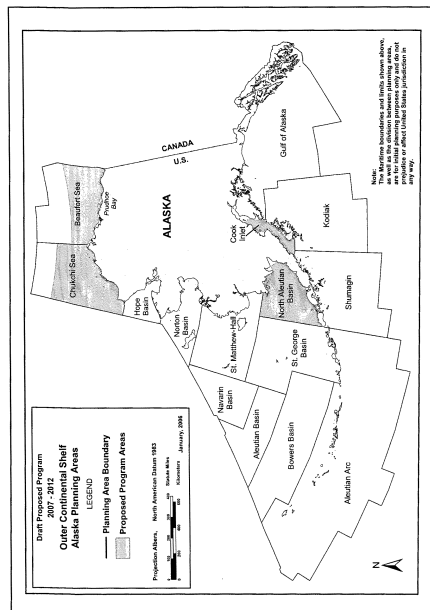 Draft Proposed Program
2007 - 2012
Outer Continental Shelf
Alaska Planning Areas
LEGEND
Planning Area Boundary
Proposed Program Areas
Projection Albers. North American Datum 1983
Statute Miles
Kilometers
January, 2006
Chukchi Sea
Beaufort Sea
Prudhoe
Bay
Hope
Basin
Norton
Basin
ALASKA
CANADA
U.S.
Navarin
Basin
St. Matthew-Hall
Aleutian Basin
Bowers Basin
St. George
Basin
North Aleutian
Basin
Cook
Inlet
Gulf of Alaska
Kodiak
Shumagin
Aleutian Arc
N
Note:
The Maritime boundaries and limits shown above,
as well as the division between planning areas,
are for initial planning purposes only and do not
prejudice or affect United States jurisdiction in
any way.